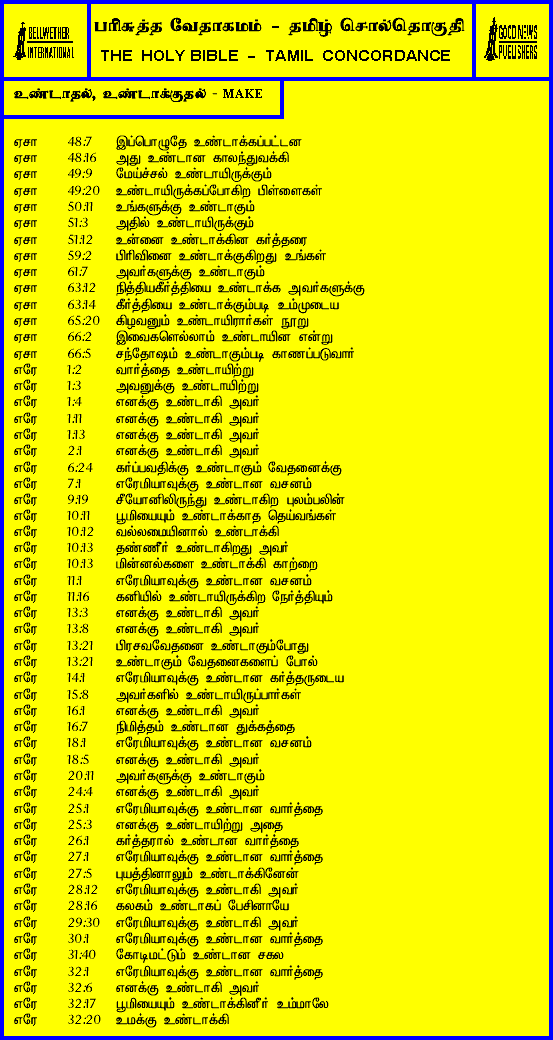 BELLWETHER
INTERNATIONAL
பரிசுத்த வேதாகமம் - தமிழ் சொல்தொகுதி
THE HOLY BIBLE - TAMIL CONCORDANCE
GOOD NEWS
PUBLISHERS
உண்டாதல், உண்டாக்குதல் - MAKE
ஏசா 48:7 இப்பொழுதே உண்டாக்கப்பட்டன
ஏசா 48:16 அது உண்டான காலந்துவக்கி
ஏசா 49:9 மேய்ச்சல் உண்டாயிருக்கும்
ஏசா 49:20 உண்டாயிருக்கப்போகிற பிள்ளைகள்
ஏசா 50:11 உங்களுக்கு உண்டாகும்
ஏசா 51:3 அதில் உண்டாயிருக்கும்
ஏசா 51:12 உன்னை உண்டாக்கின கர்த்தரை
ஏசா 59:2 பிரிவினை உண்டாக்குகிறது உங்கள்
ஏசா 61:7 அவர்களுக்கு உண்டாகும்
ஏசா 63:12 நித்தியகீர்த்தியை உண்டாக்க அவர்களுக்கு
ஏசா 63:14 கீர்த்தியை உண்டாக்கும்படி உம்முடைய
ஏசா 65:20 கிழவனும் உண்டாயிரார்கள் நூறு
ஏசா 66:2 இவைகளெல்லாம் உண்டாயின என்று
ஏசா 66:5 சந்தோஷம் உண்டாகும்படி காணப்படுவார்
எரே 1:2 வார்த்தை உண்டாயிற்று
எரே 1:3 அவனுக்கு உண்டாயிற்று
எரே 1:4 எனக்கு உண்டாகி அவர்
எரே 1:11 எனக்கு உண்டாகி அவர்
எரே 1:13 எனக்கு உண்டாகி அவர்
எரே 2:1 எனக்கு உண்டாகி அவர்
எரே 6:24 கர்ப்பவதிக்கு உண்டாகும் வேதனைக்கு
எரே 7:1 எரேமியாவுக்கு உண்டான வசனம்
எரே 9:19 சீயோனிலிருந்து உண்டாகிற புலம்பலின்
எரே 10:11 பூமியையும் உண்டாக்காத தெய்வங்கள்
எரே 10:12 வல்லமையினால் உண்டாக்கி
எரே 10:13 தண்ணீர் உண்டாகிறது அவர்
எரே 10:13 மின்னல்களை உண்டாக்கி காற்றை
எரே 11:1 எரேமியாவுக்கு உண்டான வசனம்
எரே 11:16 கனியில் உண்டாயிருக்கிற நேர்த்தியும்
எரே 13:3 எனக்கு உண்டாகி அவர்
எரே 13:8 எனக்கு உண்டாகி அவர்
எரே 13:21 பிரசவவேதனை உண்டாகும்போது
எரே 13:21 உண்டாகும் வேதனைகளைப் போல்
எரே 14:1 எரேமியாவுக்கு உண்டான கர்த்தருடைய
எரே 15:8 அவர்களில் உண்டாயிருப்பார்கள்
எரே 16:1 எனக்கு உண்டாகி அவர்
எரே 16:7 நிமித்தம் உண்டான துக்கத்தை
எரே 18:1 எரேமியாவுக்கு உண்டான வசனம்
எரே 18:5 எனக்கு உண்டாகி அவர்
எரே 20:11 அவர்களுக்கு உண்டாகும்
எரே 24:4 எனக்கு உண்டாகி அவர்
எரே 25:1 எரேமியாவுக்கு உண்டான வார்த்தை
எரே 25:3 எனக்கு உண்டாயிற்று அதை
எரே 26:1 கர்த்தரால் உண்டான வார்த்தை
எரே 27:1 எரேமியாவுக்கு உண்டான வார்த்தை
எரே 27:5 புயத்தினாலும் உண்டாக்கினேன்
எரே 28:12 எரேமியாவுக்கு உண்டாகி அவர்
எரே 28:16 கலகம் உண்டாகப் பேசினாயே
எரே 29:30 எரேமியாவுக்கு உண்டாகி அவர்
எரே 30:1 எரேமியாவுக்கு உண்டான வார்த்தை
எரே 31:40 கோடிமட்டும் உண்டான சகல
எரே 32:1 எரேமியாவுக்கு உண்டான வார்த்தை
எரே 32:6 எனக்கு உண்டாகி அவர்
எரே 32:17 பூமியையும் உண்டாக்கினீர் உம்மாலே
எரே 32:20 உமக்கு உண்டாக்கி